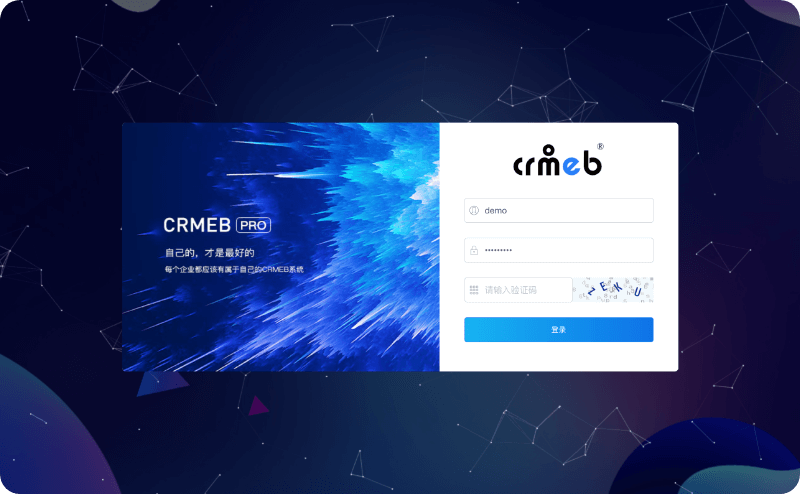 CRMEB PRO
自己的，才是最好的
每个企业都应该有属于自己的CRMEB系统
crmeb®
demo
•••••••••
请输入验证码
ZEKU
登录